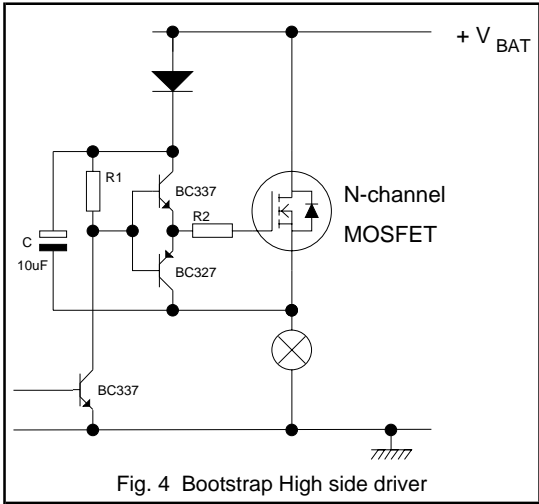 + V BAT
R1
BC337
R2
N-channel
MOSFET
C
10uF
BC327
BC337
Fig. 4 Bootstrap High side driver